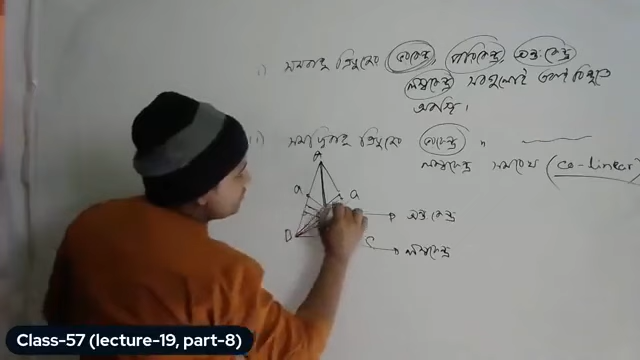 i) সমবাহু ত্রিভুজের ভরকেন্দ্র, পরিকেন্দ্র, অন্তঃকেন্দ্র
লম্বকেন্দ্র সবগুলোই একই বিন্দুতে
অবস্থিত।
সমদ্বিবাহু ত্রিভুজের ভরকেন্দ্র, "
লম্বকেন্দ্র সমরেখ (co-linear)
A
a a
অন্তঃকেন্দ্র
B C লম্বকেন্দ্র
Class-57 (lecture-19, part-8)